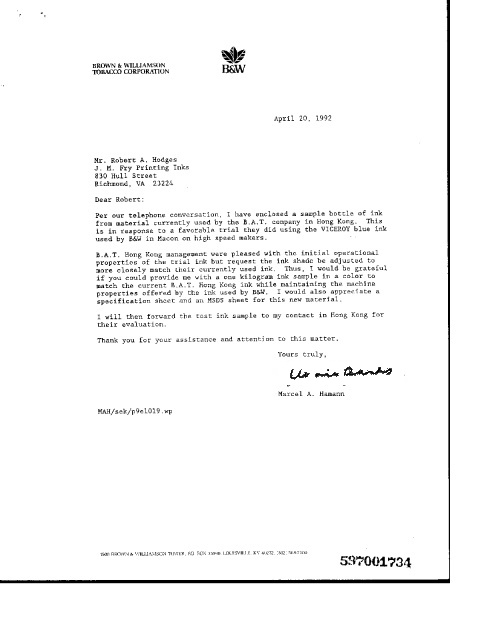 BROWN & WILLIAMSON
TOBACCO CORPORATION
B&W
April 20, 1992
Mr. Robert A. Hodges
J. M. Fry Printing Inks
830 Hull Street
Richmond, VA 23224
Dear Robert:
Per our telephone conversation, I have enclosed a sample bottle of ink
from material currently used by the B.A.T. company in Hong Kong. This
is in response to a favorable trial they did using the VICEROY blue ink
used by B&W in Macon on high speed makers.
B.A.T. Hong Kong management were pleased with the initial operational
properties of the trial ink but request the ink shade be adjusted to
more closely match their currently used ink. Thus, I would be grateful
if you could provide me with a one kilogram ink sample in a color to
match the current B.A.T. Hong Kong ink while maintaining the machine
properties offered by the ink used by B&W. I would also appreciate a
specification sheet and an MSDS sheet for this new material.
I will then forward the test ink sample to my contact in Hong Kong for
their evaluation.
Thank you for your assistance and attention to this matter.
Yours truly,
Marcel A. Hamann
MAH/sek/p9e1019.wp
BROWN & WILLIAMSON TOWER, P.O. BOX LOUISVILLE, KY
597001734